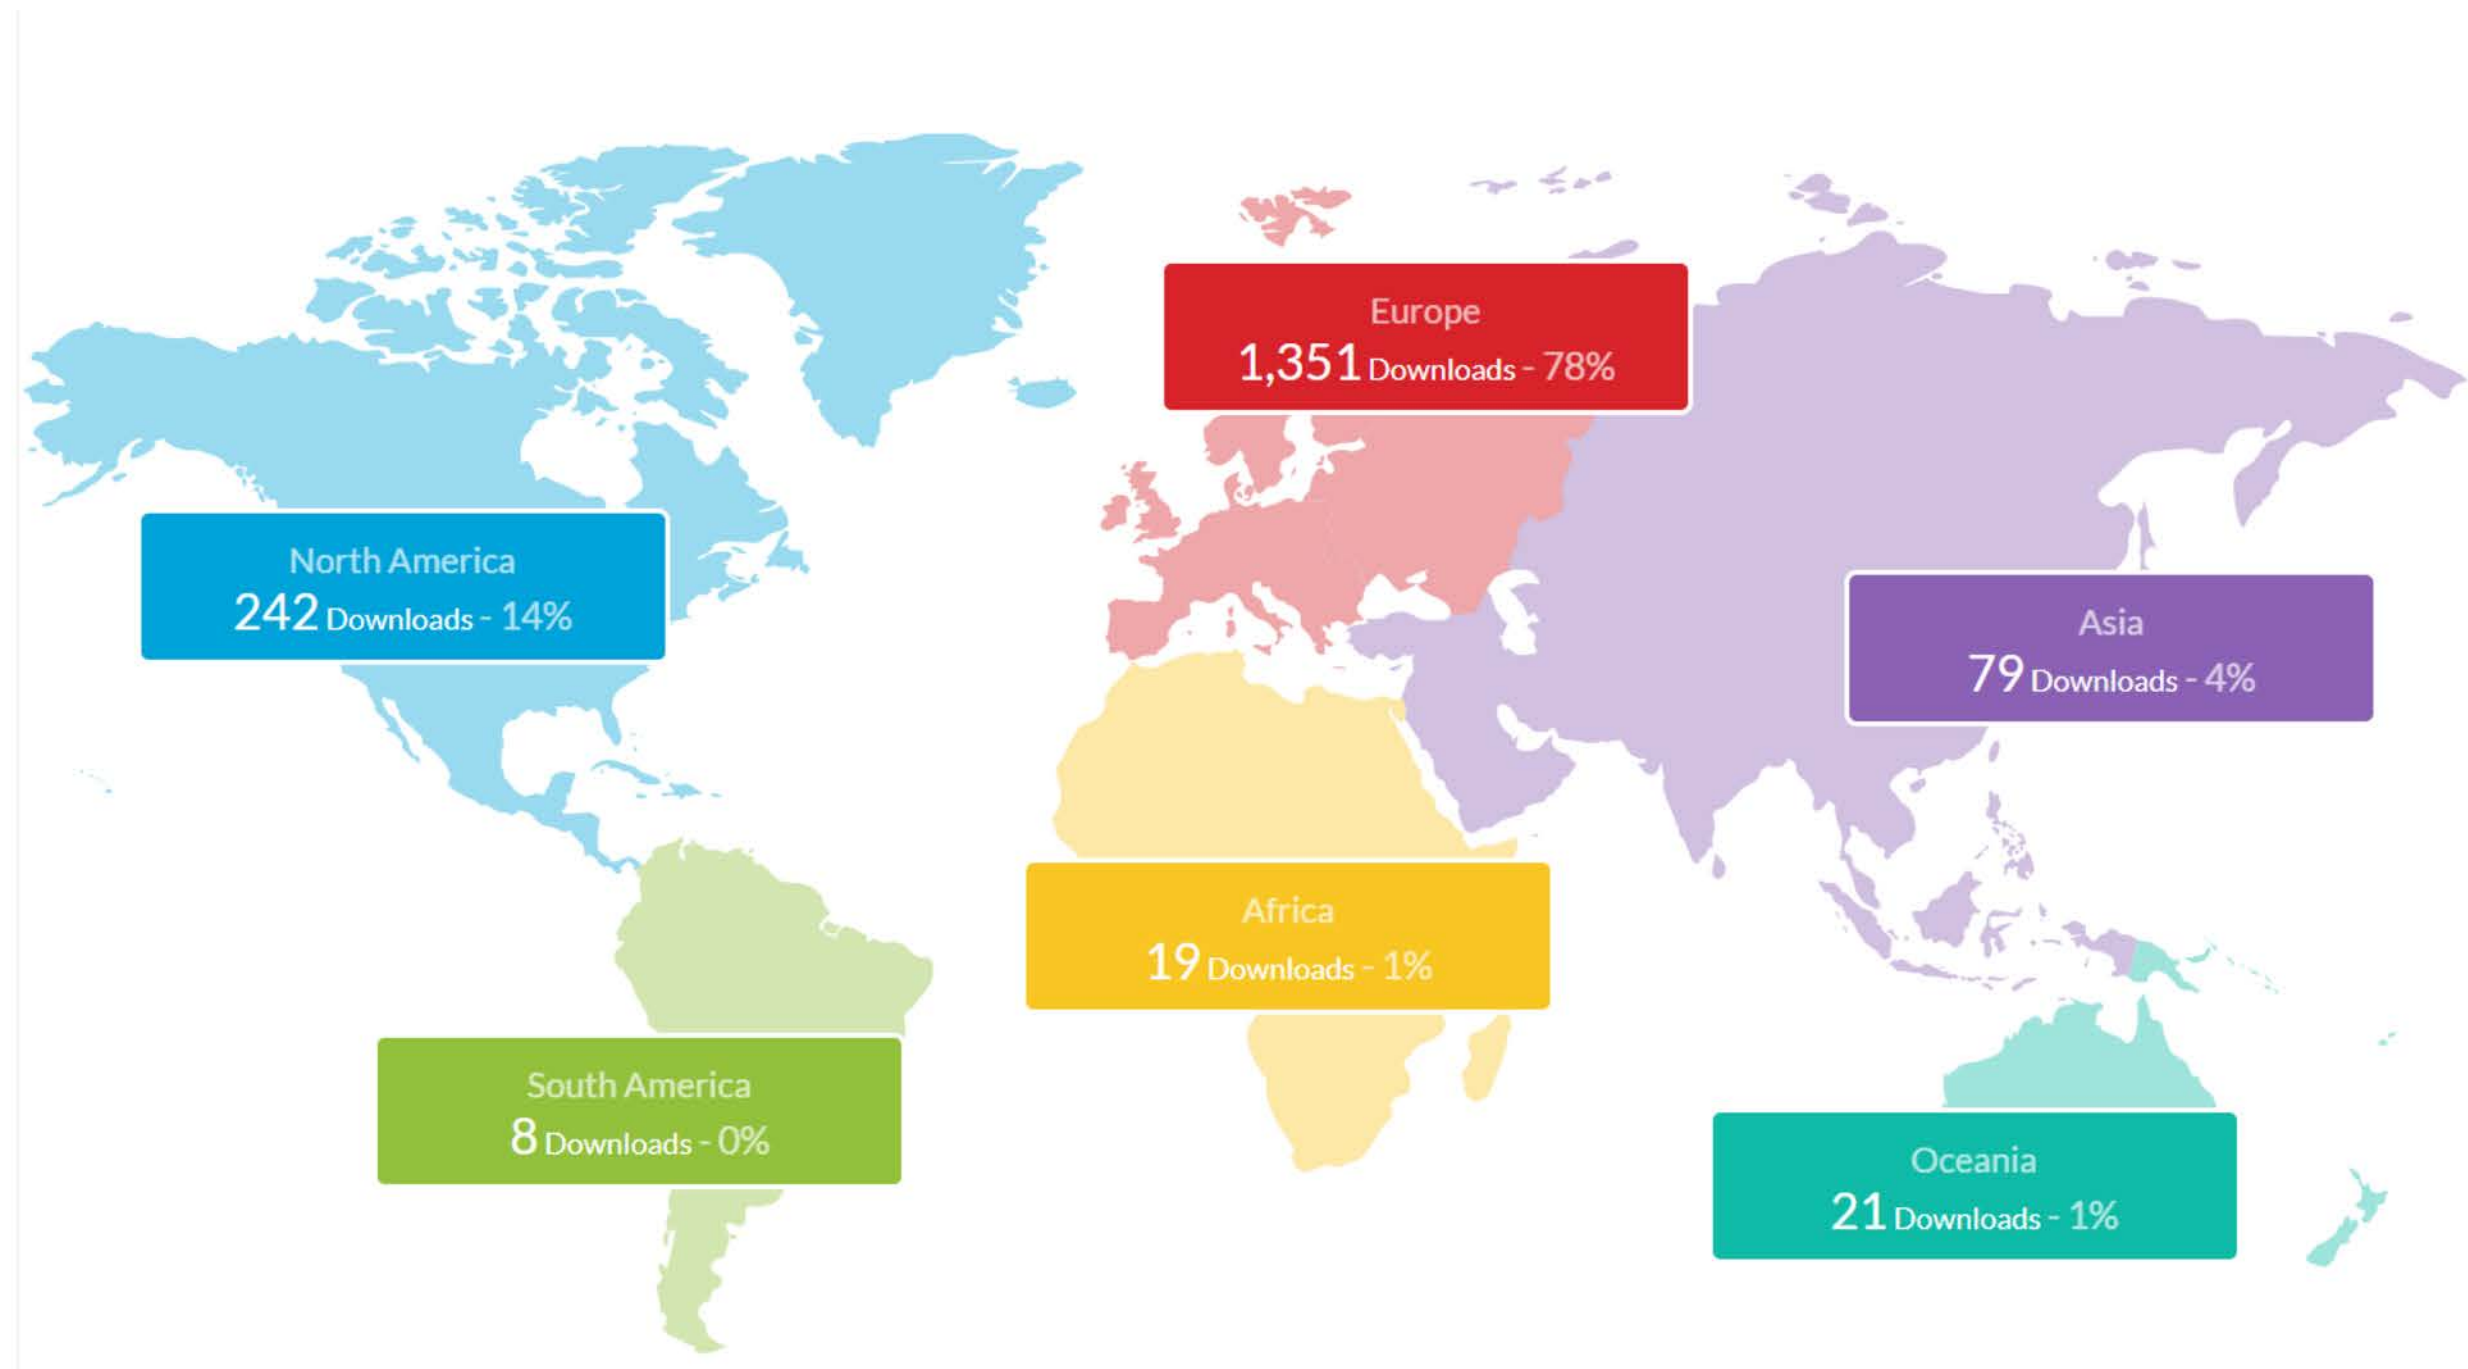 Europe
1,351 Downloads - 78%
North America
242 Downloads - 14%
Asia
79 Downloads - 4%
Africa
19 Downloads - 1%
South America
8 Downloads - 0%
Oceania
21 Downloads - 1%